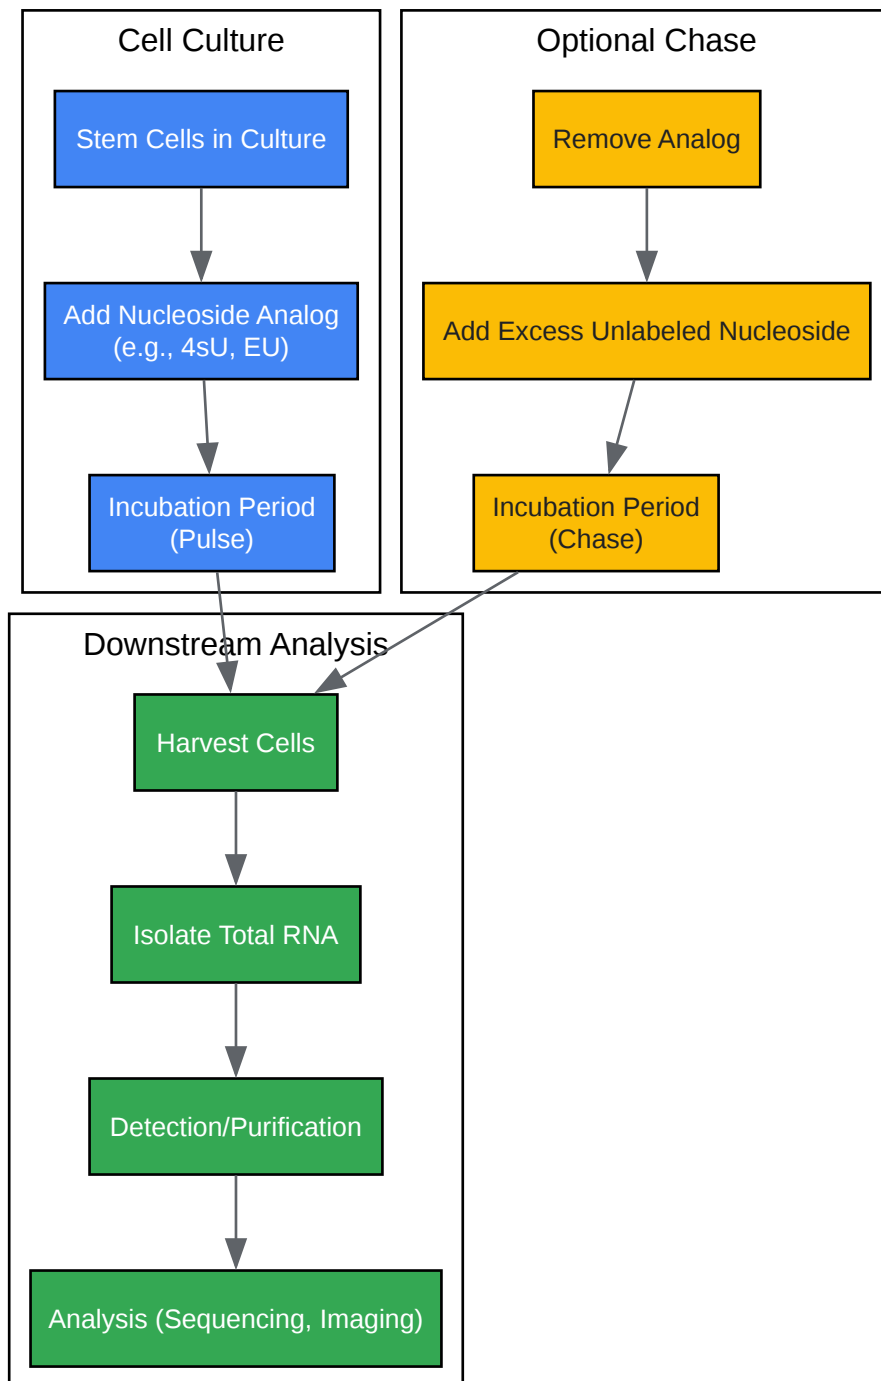 Cell Culture
Stem Cells in Culture
Add Nucleoside Analog
(e.g., 4sU, EU)
Incubation Period
(Pulse)
Optional Chase
Remove Analog
Add Excess Unlabeled Nucleoside
Incubation Period
(Chase)
Downstream Analysis
Harvest Cells
Isolate Total RNA
Detection/Purification
Analysis (Sequencing, Imaging)